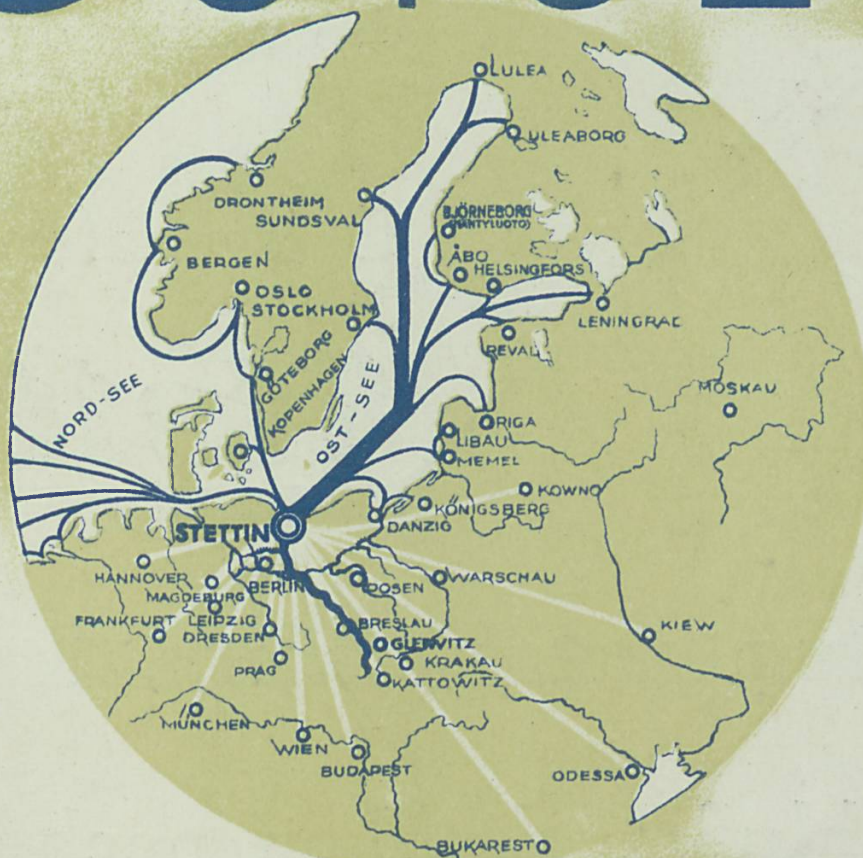 LULEA
ULEABORG
DRONTHEIM
SUNDSVAL
BJÖRNEBORG
(MÄNTYLUOTO)
BERGEN
ÅBO
HELSINGFORS
OSLO
STOCKHOLM
LENINGRAD
REVAL
GÖTEBORG
KOPENHAGEN
NORD-SEE
OST-SEE
MOSKAU
RIGA
LIBAU
MEMEL
KOWNO
KÖNIGSBERG
DANZIG
STETTIN
HANNOVER
BERLIN
POSEN
WARSCHAU
MAGDEBURG
FRANKFURT
LEIPZIG
DRESDEN
BRESLAU
KIEW
GLEIWITZ
KRAKAU
PRAG
KATTOWITZ
MÜNCHEN
WIEN
BUDAPEST
ODESSA
BUKAREST